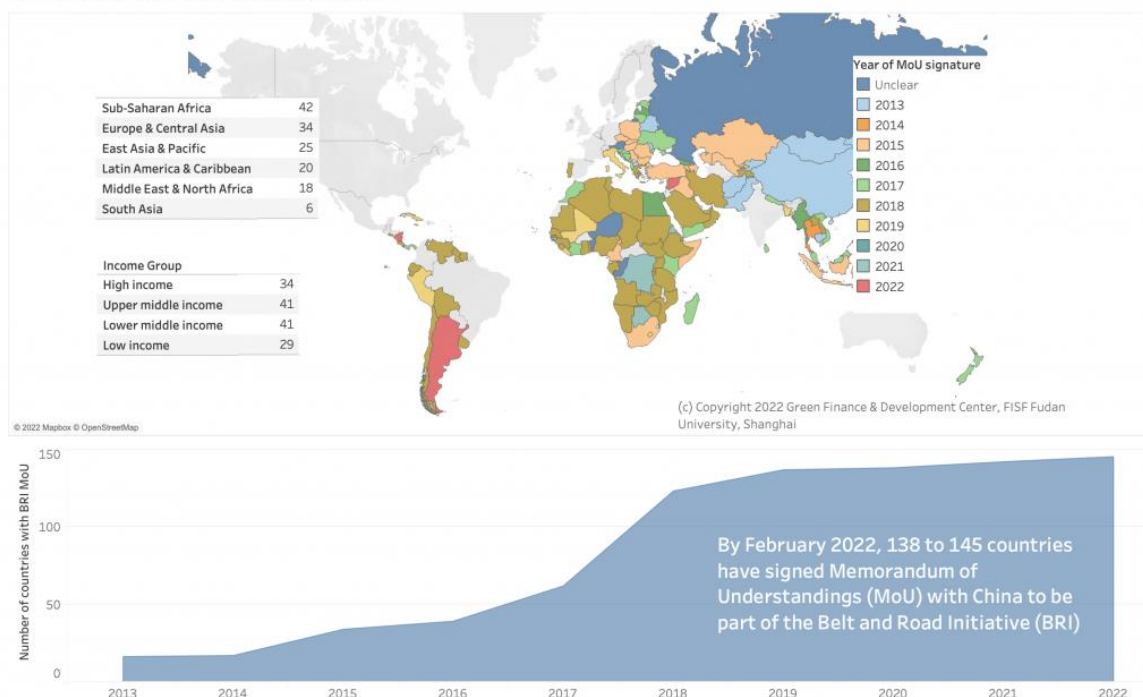 Sub-Saharan Africa 42
Europe & Central Asia 34
East Asia & Pacific 25
Latin America & Caribbean 20
Middle East & North Africa 18
South Asia 6
Income Group
High income 34
Upper middle income 41
Lower middle income 41
Low income 29
Year of MoU signature
Unclear
2013
2014
2015
2016
2017
2018
2019
2020
2021
2022
(c) Copyright 2022 Green Finance & Development Center, FISF Fudan
University, Shanghai
© 2022 Mapbox © OpenStreetMap
Number of countries with BRI MoU
150
100
50
0
By February 2022, 138 to 145 countries
have signed Memorandum of
Understandings (MoU) with China to be
part of the Belt and Road Initiative (BRI)
2013 2014 2015 2016 2017 2018 2019 2020 2021 2022